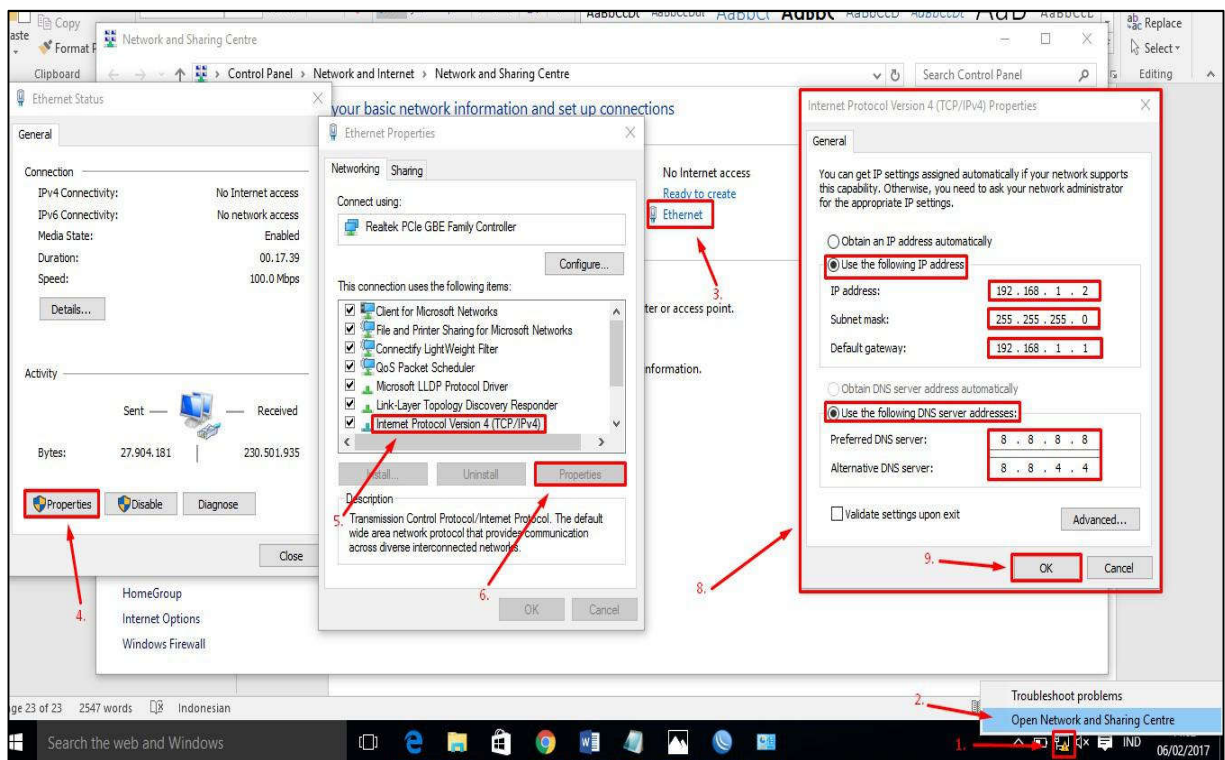 Copy
Replace
aste
Format P
Select
Clipboard
Editing
AaBbCcDc AaBbCcDc AaBbC( AaBbC AaBbCcD AaBbCcDc AaB AaBbCcC
Network and Sharing Centre
Control Panel › Network and Internet › Network and Sharing Centre
Search Control Panel
your basic network information and set up connections
No Internet access
Ready to create
Ethernet
3.
ter or access point.
nformation.
HomeGroup
Internet Options
Windows Firewall
Ethernet Status
General
Connection
IPv4 Connectivity: No Internet access
IPv6 Connectivity: No network access
Media State: Enabled
Duration: 00.17.39
Speed: 100.0 Mbps
Details...
Activity
Sent — — Received
Bytes: 27.904.181 | 230.501.935
Properties Disable Diagnose
Close
4.
Ethernet Properties
Networking Sharing
Connect using:
Realtek PCIe GBE Family Controller
Configure...
This connection uses the following items:
Client for Microsoft Networks
File and Printer Sharing for Microsoft Networks
Connectify LightWeight Filter
QoS Packet Scheduler
Microsoft LLDP Protocol Driver
Link-Layer Topology Discovery Responder
Internet Protocol Version 4 (TCP/IPv4)
Install... Uninstall Properties
Description
5.
Transmission Control Protocol/Internet Protocol. The default
wide area network protocol that provides communication
across diverse interconnected networks.
6.
OK Cancel
Internet Protocol Version 4 (TCP/IPv4) Properties
General
You can get IP settings assigned automatically if your network supports
this capability. Otherwise, you need to ask your network administrator
for the appropriate IP settings.
Obtain an IP address automatically
Use the following IP address
IP address: 192 . 168 . 1 . 2
Subnet mask: 255 . 255 . 255 . 0
Default gateway: 192 . 168 . 1 . 1
Obtain DNS server address automatically
Use the following DNS server addresses:
Preferred DNS server: 8 . 8 . 8 . 8
Alternative DNS server: 8 . 8 . 4 . 4
Validate settings upon exit
Advanced...
9.
OK Cancel
8.
ge 23 of 23 2547 words Indonesian
2.
Troubleshoot problems
Open Network and Sharing Centre
Search the web and Windows
1.
IND
06/02/2017